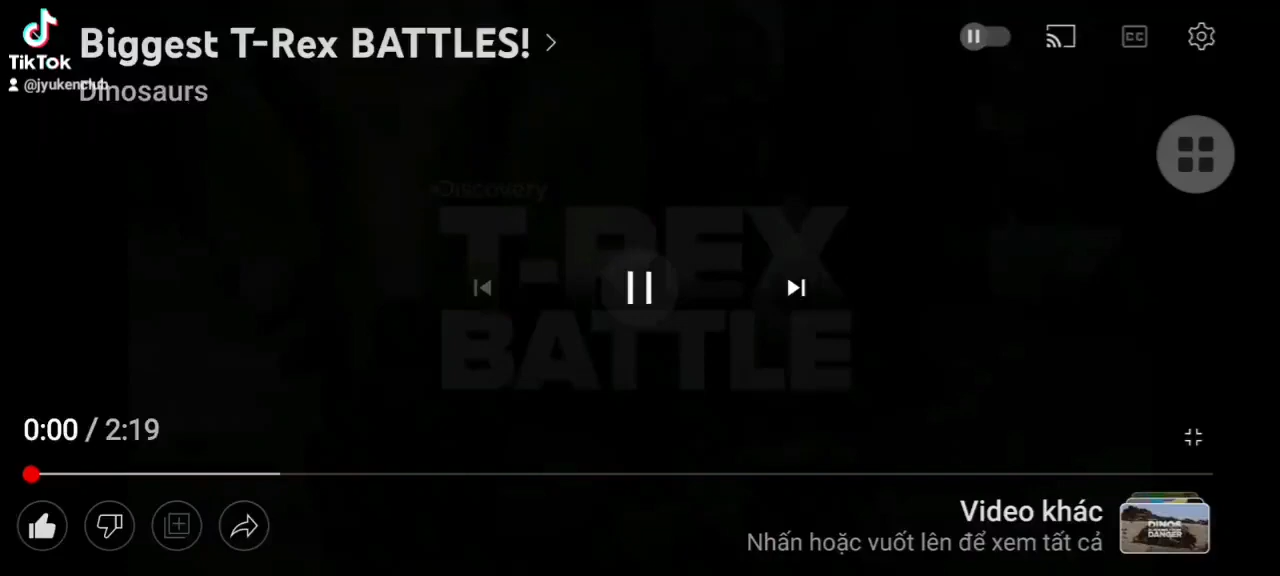 TikTok
@jyukenclub
Biggest T-Rex BATTLES!
Dinosaurs
CC
Discovery
T-REX
BATTLE
0:00 / 2:19
Video khác
Nhấn hoặc vuốt lên để xem tất cả
DINOS
DANGER